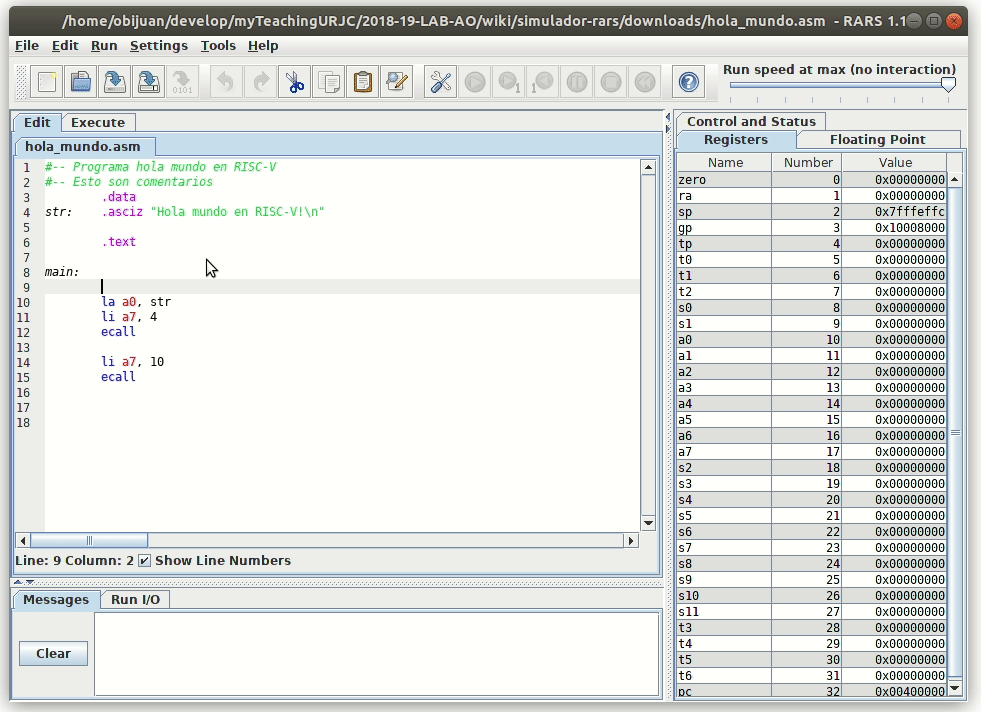 /home/obijuan/develop/myTeachingURJC/2018-19-LAB-AO/wiki/simulador-rars/downloads/hola_mundo.asm - RARS 1.1
File Edit Run Settings Tools Help
Run speed at max (no interaction)
Edit Execute
hola_mundo.asm
1 #-- Programa hola mundo en RISC-V
2 #-- Esto son comentarios
3 .data
4 str: .asciz "Hola mundo en RISC-V!\n"
5
6 .text
7
8 main:
9
10 la a0, str
11 li a7, 4
12 ecall
13
14 li a7, 10
15 ecall
16
17
18
Line: 9 Column: 2 Show Line Numbers
Messages Run I/O
Clear
Control and Status
Registers Floating Point
Name Number Value
zero 0 0x00000000
ra 1 0x00000000
sp 2 0x7fffeffc
gp 3 0x10008000
tp 4 0x00000000
t0 5 0x00000000
t1 6 0x00000000
t2 7 0x00000000
s0 8 0x00000000
s1 9 0x00000000
a0 10 0x00000000
a1 11 0x00000000
a2 12 0x00000000
a3 13 0x00000000
a4 14 0x00000000
a5 15 0x00000000
a6 16 0x00000000
a7 17 0x00000000
s2 18 0x00000000
s3 19 0x00000000
s4 20 0x00000000
s5 21 0x00000000
s6 22 0x00000000
s7 23 0x00000000
s8 24 0x00000000
s9 25 0x00000000
s10 26 0x00000000
s11 27 0x00000000
t3 28 0x00000000
t4 29 0x00000000
t5 30 0x00000000
t6 31 0x00000000
pc 32 0x00400000